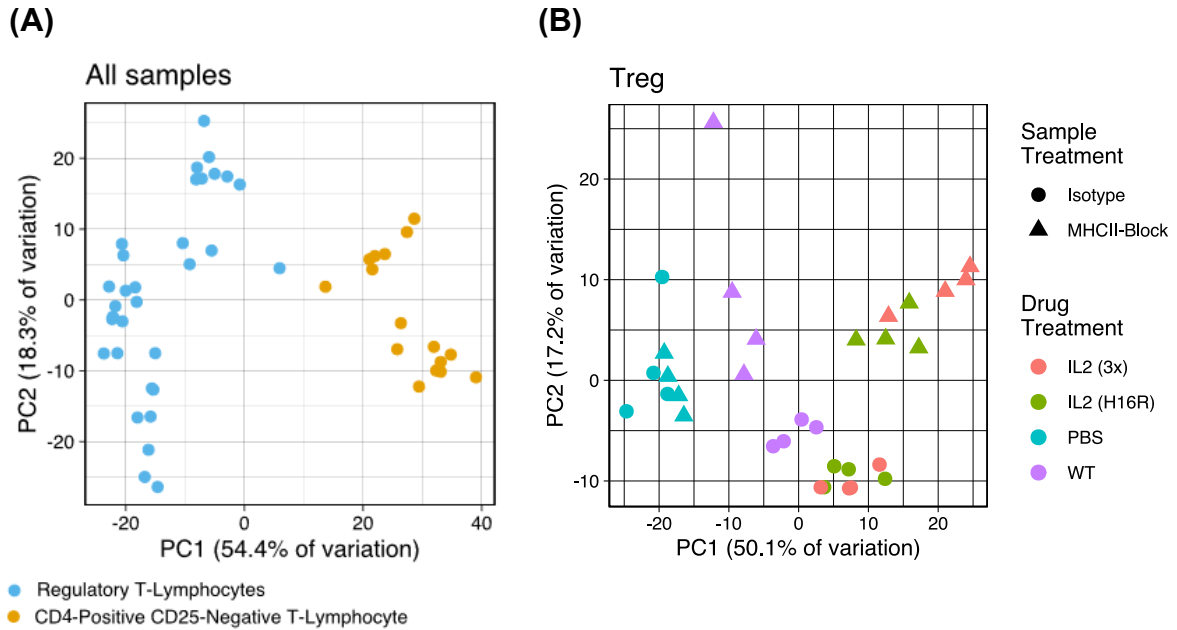 (A)
All samples
20
10
0
-10
-20
PC2 (18.3% of variation)
-20
0
20
40
PC1 (54.4% of variation)
Regulatory T-Lymphocytes
CD4-Positive CD25-Negative T-Lymphocyte
(B)
Treg
20
10
0
-10
PC2 (17.2% of variation)
-20
-10
0
10
20
PC1 (50.1% of variation)
Sample
Treatment
Isotype
MHCII-Block
Drug
Treatment
IL2 (3x)
IL2 (H16R)
PBS
WT